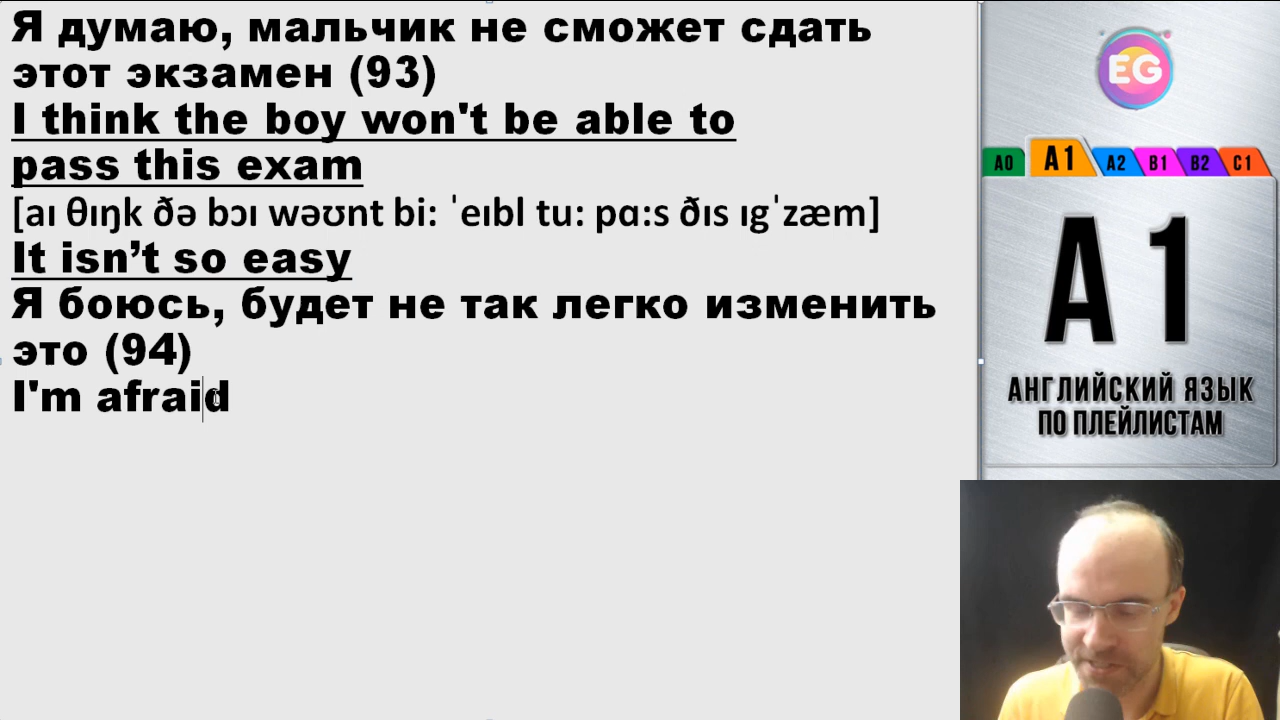 Я думаю, мальчик не сможет сдать
этот экзамен (93)
I think the boy won't be able to
pass this exam
[aɪ θɪŋk ðə bɔɪ wəʊnt bi: ˈeɪbl tu: pɑ:s ðɪs ɪgˈzæm]
It isn’t so easy
Я боюсь, будет не так легко изменить
это (94)
I'm afraid
EG
A0 A1 A2 B1 B2 C1
A 1
АНГЛИЙСКИЙ ЯЗЫК
ПО ПЛЕЙЛИСТАМ